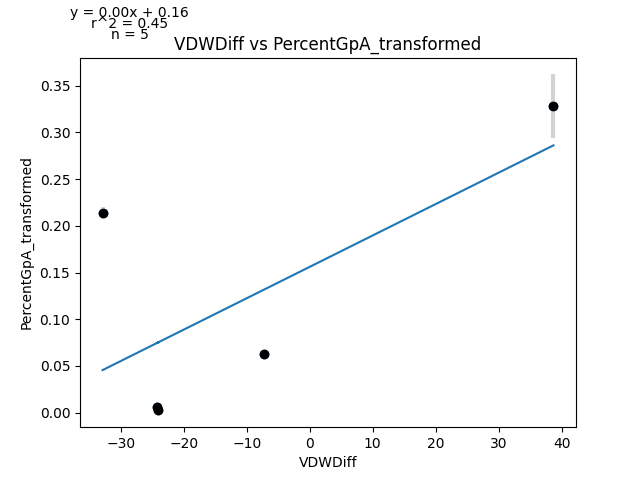 y = 0.00x + 0.16
r^2 = 0.45
n = 5
VDWDiff vs PercentGpA_transformed
PercentGpA_transformed
0.35
0.30
0.25
0.20
0.15
0.10
0.05
0.00
−30
−20
−10
0
10
20
30
40
VDWDiff